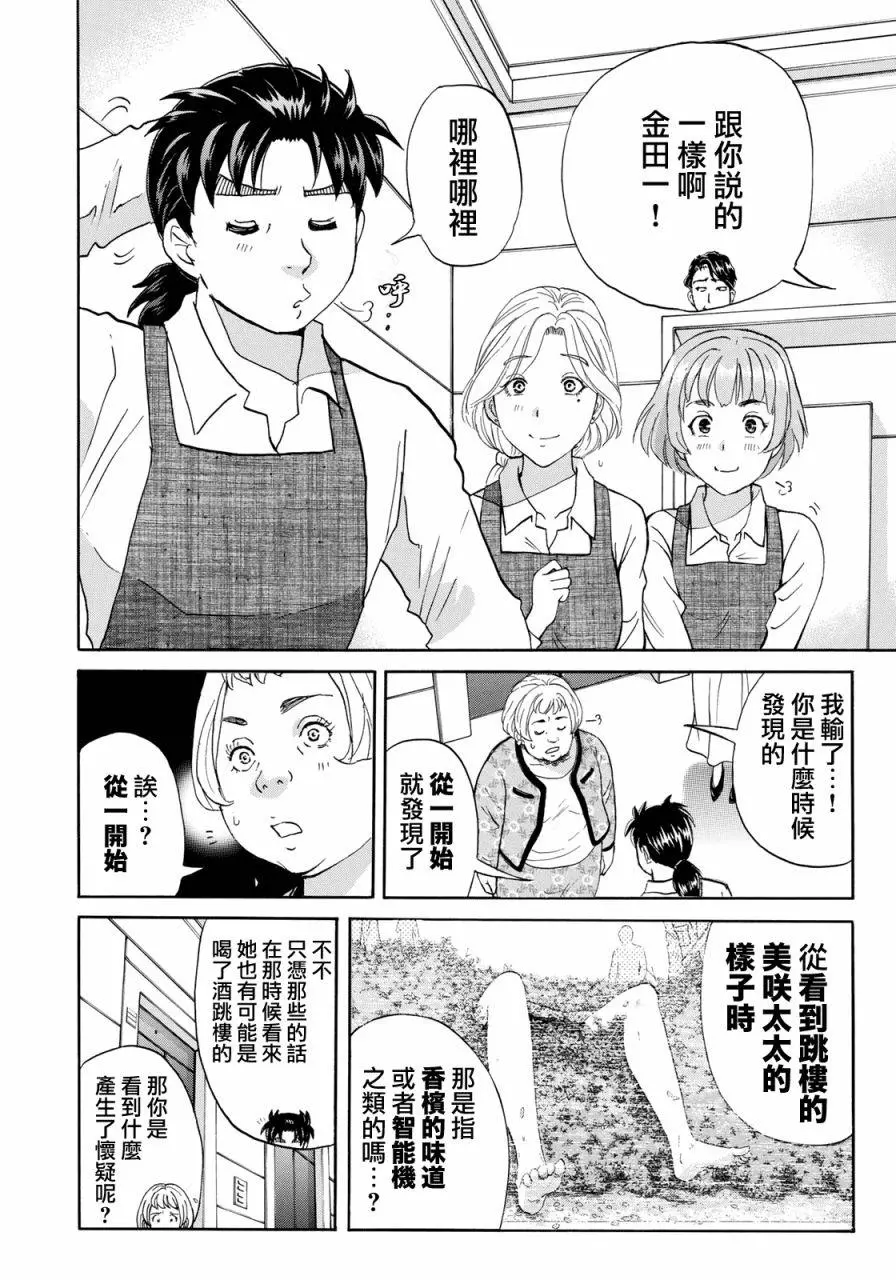 跟你説的
一樣啊
金田一！
哪裡哪裡
呼…
我輸了…！
你是什麼時候
發現的
從一開始
就發現了
誒…？
從一開始
從看到跳樓的
美咲太太的
樣子時
那是指
香檳的味道
或者智能機
之類的嗎…？
不不
只憑那些的話
在那時候看來
她也有可能是
喝了酒跳樓的
那你是
看到什麼
產生了懷疑呢？